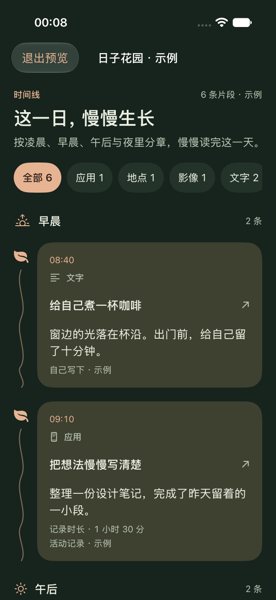 00:08
退出预览
日子花园 · 示例
时间线
6 条片段 · 示例
这一日，慢慢生长
按凌晨、早晨、午后与夜里分章，慢慢读完这一天。
全部 6
应用 1
地点 1
影像 1
文字 2
早晨
2 条
08:40
文字
给自己煮一杯咖啡
窗边的光落在杯沿。出门前，给自己留
了十分钟。
自己写下 · 示例
09:10
应用
把想法慢慢写清楚
整理一份设计笔记，完成了昨天留着的
一小段。
记录时长 · 1 小时 30 分
活动记录 · 示例
午后
2 条